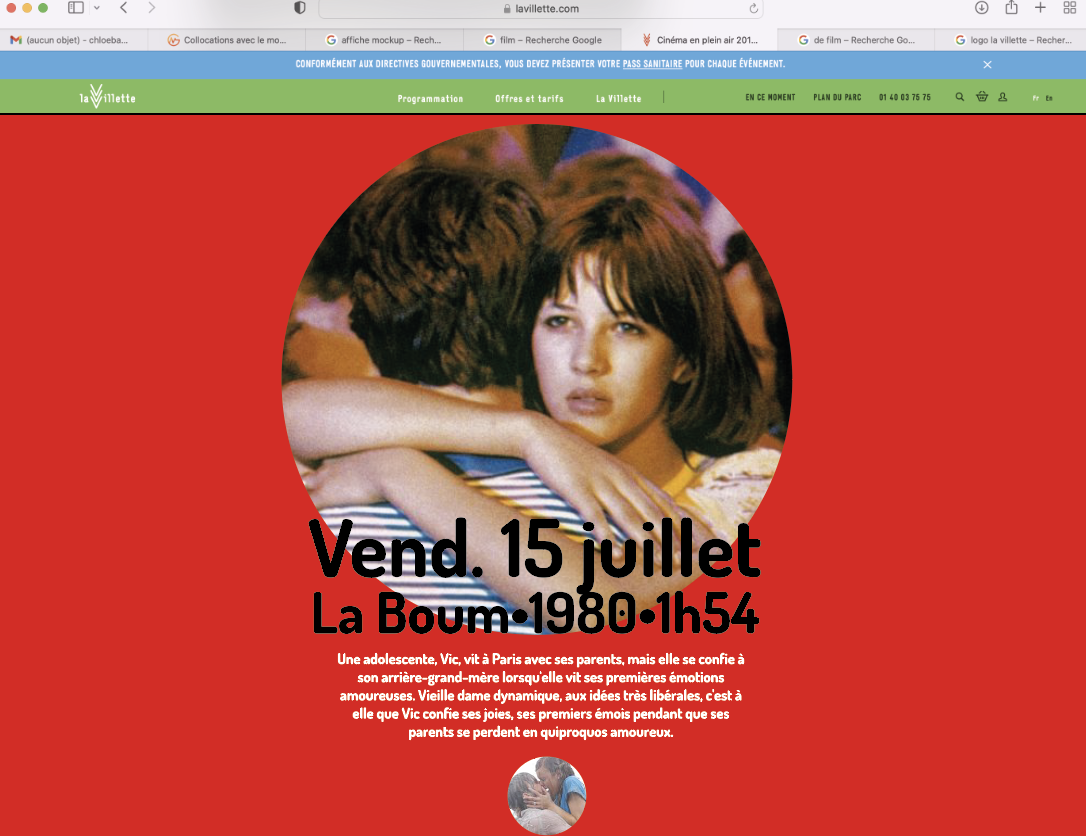 lavillette.com
(aucun objet) - chloeba...
Collocations avec le mo...
affiche mockup – Rech...
film – Recherche Google
Cinéma en plein air 201...
de film – Recherche Go...
logo la villette – Recher...
CONFORMÉMENT AUX DIRECTIVES GOUVERNEMENTALES, VOUS DEVEZ PRÉSENTER VOTRE PASS SANITAIRE POUR CHAQUE ÉVÉNEMENT.
la Villette
Programmation
Offres et tarifs
La Villette
EN CE MOMENT
PLAN DU PARC
01 40 03 75 75
Fr En
Vend. 15 juillet
La Boum•1980•1h54
Une adolescente, Vic, vit à Paris avec ses parents, mais elle se confie à
son arrière-grand-mère lorsqu'elle vit ses premières émotions
amoureuses. Vieille dame dynamique, aux idées très libérales, c'est à
elle que Vic confie ses joies, ses premiers émois pendant que ses
parents se perdent en quiproquos amoureux.